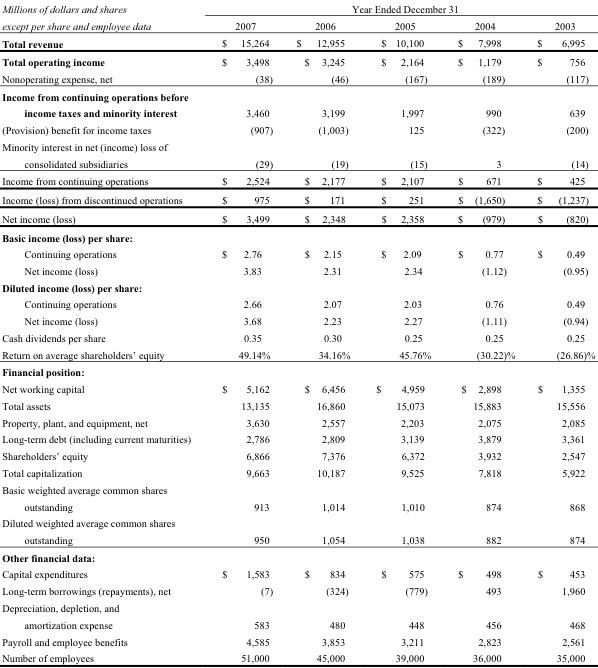 Millions of dollars and shares Year Ended December 31
except per share and employee data 2007 2006 2005 2004 2003
Total revenue $ 15,264 $ 12,955 $ 10,100 $ 7,998 $ 6,995
Total operating income $ 3,498 $ 3,245 $ 2,164 $ 1,179 $ 756
Nonoperating expense, net (38) (46) (167) (189) (117)
Income from continuing operations before
income taxes and minority interest 3,460 3,199 1,997 990 639
(Provision) benefit for income taxes (907) (1,003) 125 (322) (200)
Minority interest in net (income) loss of
consolidated subsidiaries (29) (19) (15) 3 (14)
Income from continuing operations $ 2,524 $ 2,177 $ 2,107 $ 671 $ 425
Income (loss) from discontinued operations $ 975 $ 171 $ 251 $ (1,650) $ (1,237)
Net income (loss) $ 3,499 $ 2,348 $ 2,358 $ (979) $ (820)
Basic income (loss) per share:
Continuing operations $ 2.76 $ 2.15 $ 2.09 $ 0.77 $ 0.49
Net income (loss) 3.83 2.31 2.34 (1.12) (0.95)
Diluted income (loss) per share:
Continuing operations 2.66 2.07 2.03 0.76 0.49
Net income (loss) 3.68 2.23 2.27 (1.11) (0.94)
Cash dividends per share 0.35 0.30 0.25 0.25 0.25
Return on average shareholders’ equity 49.14% 34.16% 45.76% (30.22)% (26.86)%
Financial position:
Net working capital $ 5,162 $ 6,456 $ 4,959 $ 2,898 $ 1,355
Total assets 13,135 16,860 15,073 15,883 15,556
Property, plant, and equipment, net 3,630 2,557 2,203 2,075 2,085
Long-term debt (including current maturities) 2,786 2,809 3,139 3,879 3,361
Shareholders’ equity 6,866 7,376 6,372 3,932 2,547
Total capitalization 9,663 10,187 9,525 7,818 5,922
Basic weighted average common shares
outstanding 913 1,014 1,010 874 868
Diluted weighted average common shares
outstanding 950 1,054 1,038 882 874
Other financial data:
Capital expenditures $ 1,583 $ 834 $ 575 $ 498 $ 453
Long-term borrowings (repayments), net (7) (324) (779) 493 1,960
Depreciation, depletion, and
amortization expense 583 480 448 456 468
Payroll and employee benefits 4,585 3,853 3,211 2,823 2,561
Number of employees 51,000 45,000 39,000 36,000 35,000